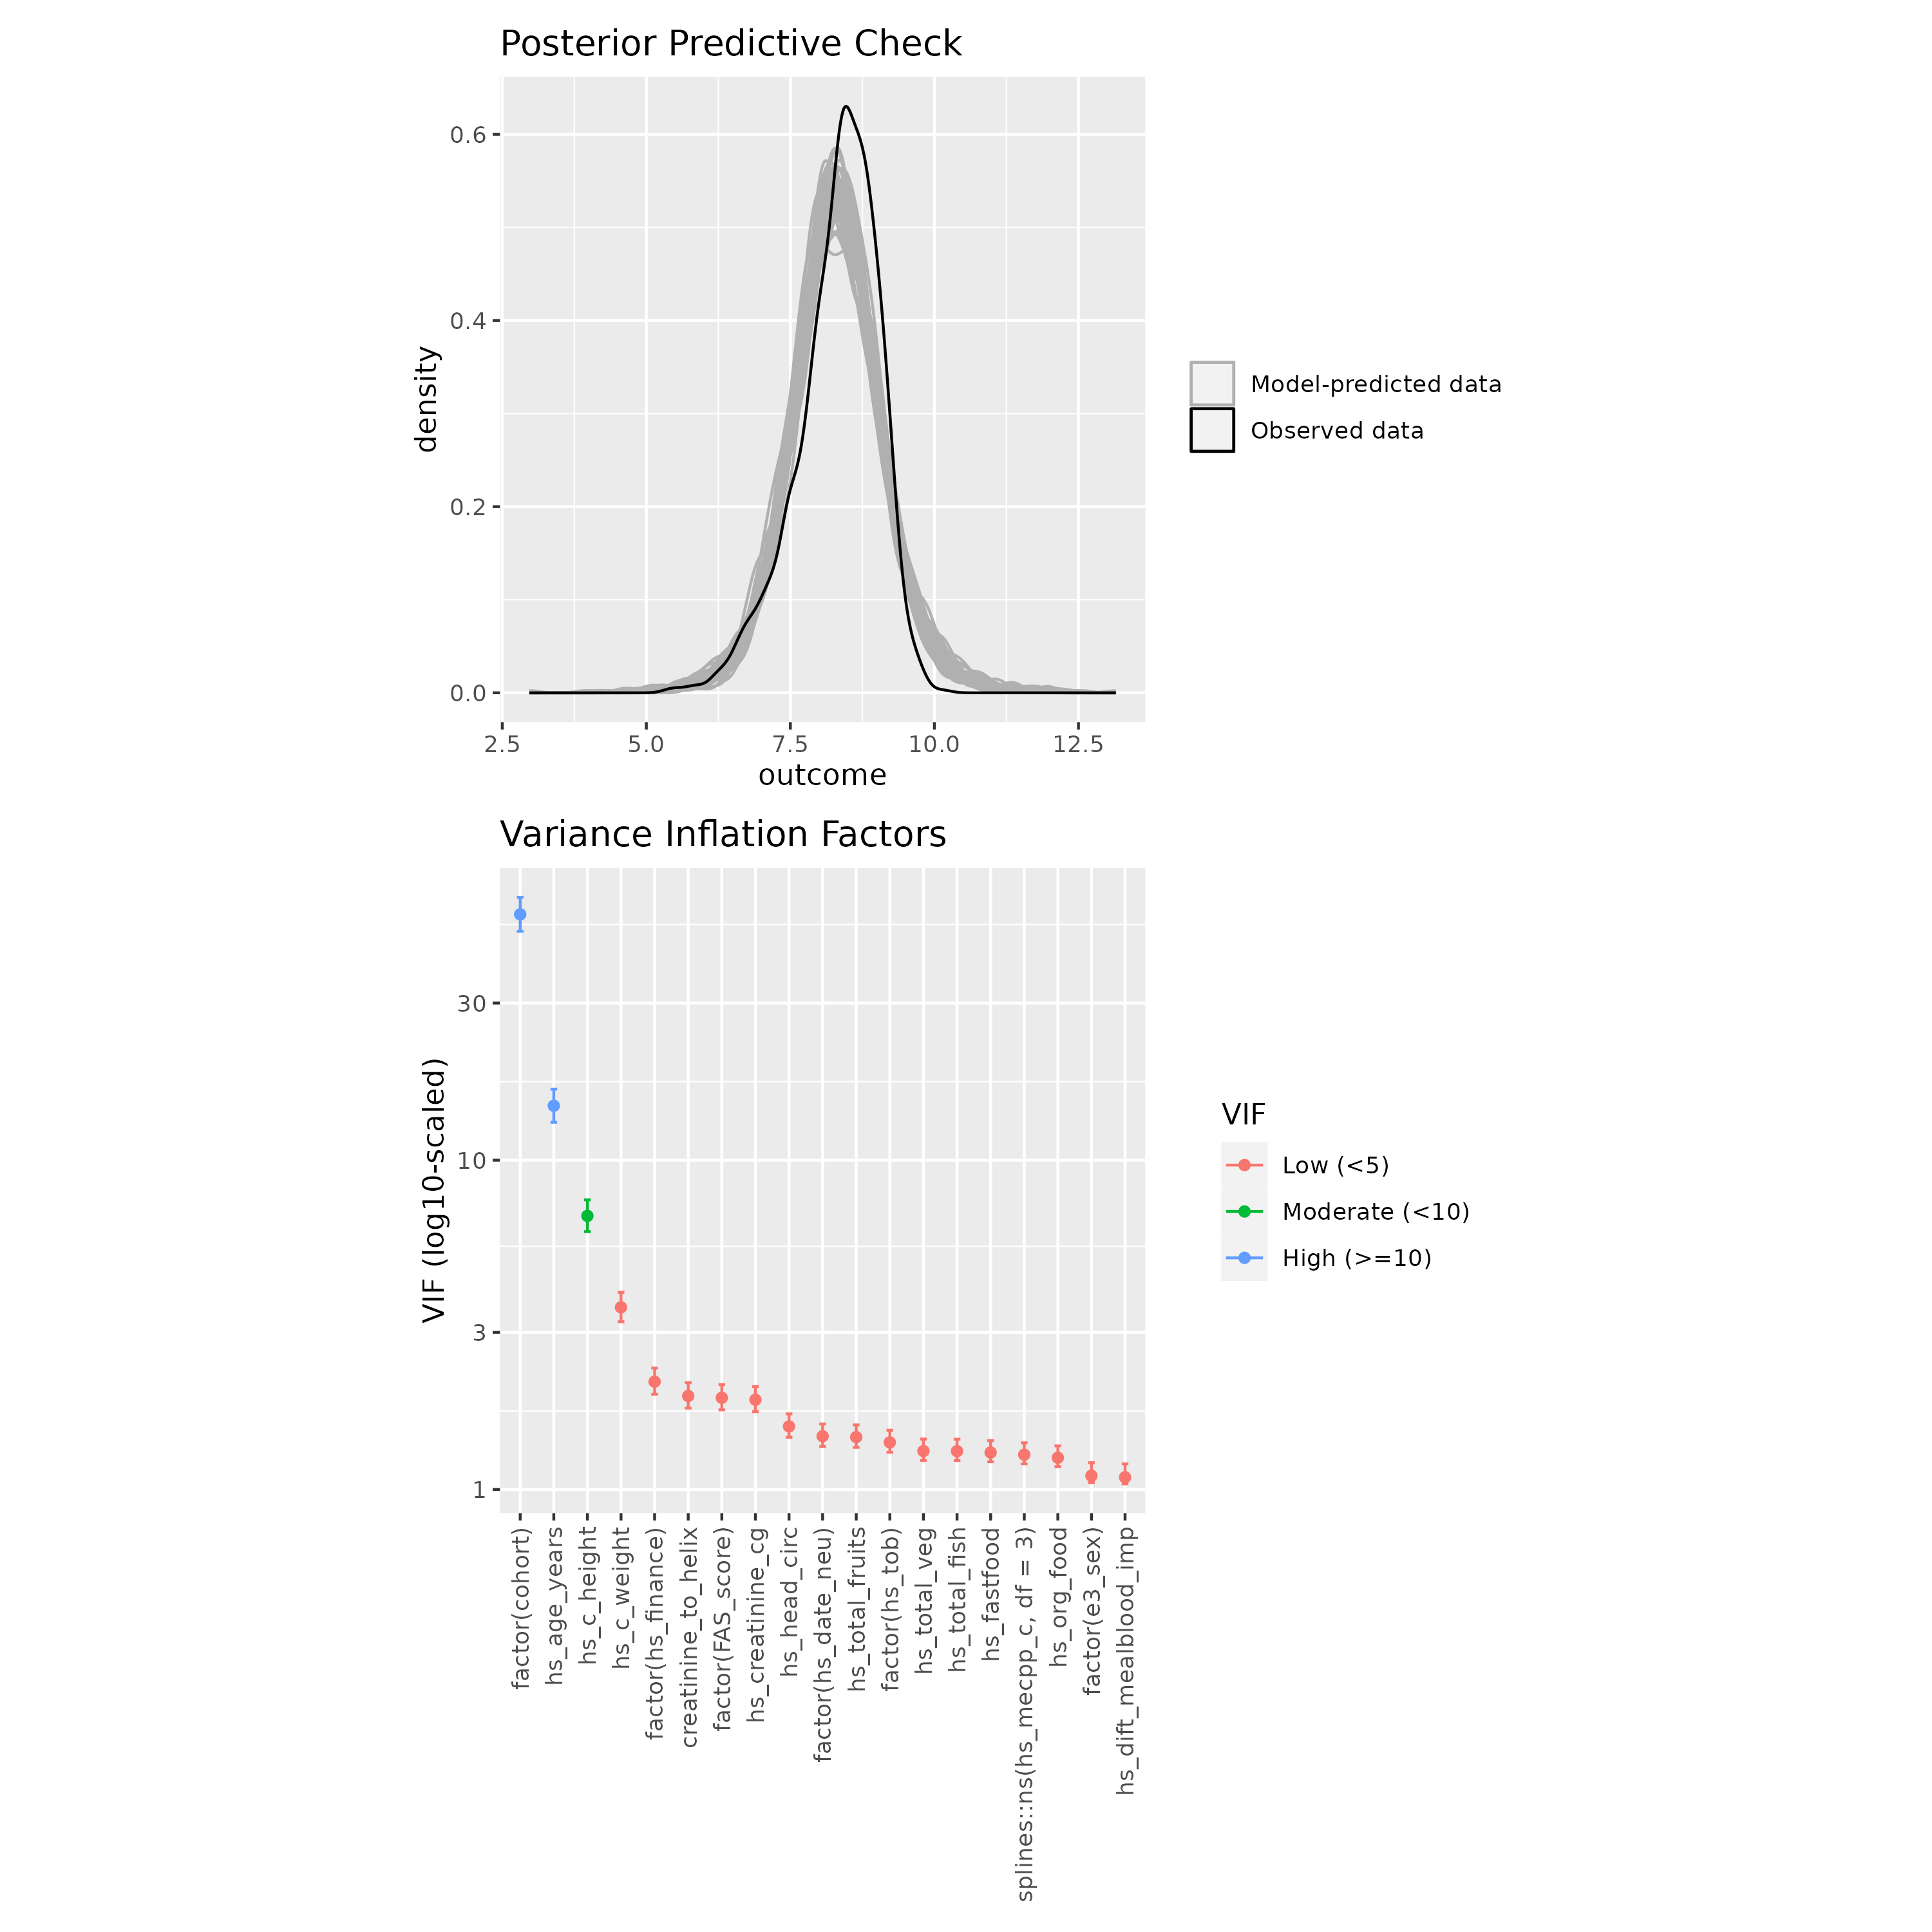 Posterior Predictive Check
0.6
0.4
0.2
0.0
density
2.5 5.0 7.5 10.0 12.5
outcome
Model-predicted data
Observed data
Variance Inflation Factors
30
10
3
1
VIF (log10-scaled)
factor(cohort)
hs_age_years
hs_c_height
hs_c_weight
factor(hs_finance)
creatinine_to_helix
factor(FAS_score)
hs_creatinine_cg
hs_head_circ
factor(hs_date_neu)
hs_total_fruits
factor(hs_tob)
hs_total_veg
hs_total_fish
hs_fastfood
splines::ns(hs_mecpp_c, df = 3)
hs_org_food
factor(e3_sex)
hs_dift_mealblood_imp
VIF
Low (<5)
Moderate (<10)
High (>=10)